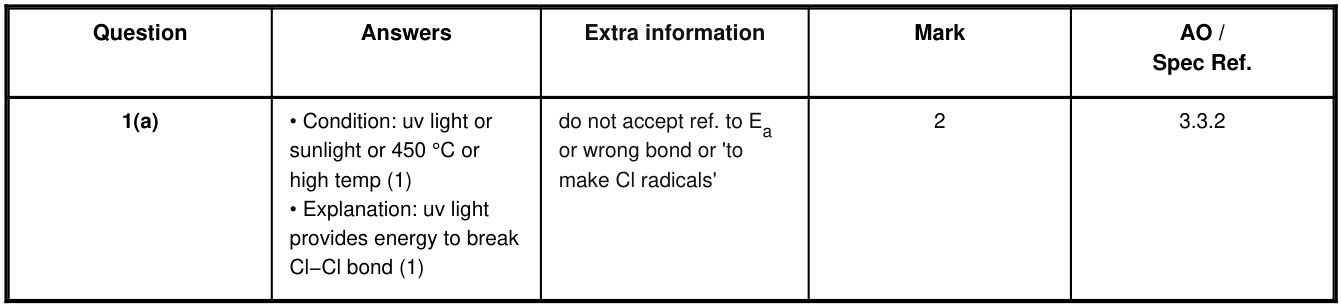 Question Answers Extra information Mark AO /
Spec Ref.
1(a) • Condition: uv light or do not accept ref. to Ea 2 3.3.2
sunlight or 450 °C or or wrong bond or 'to
high temp (1) make Cl radicals'
• Explanation: uv light
provides energy to break
Cl–Cl bond (1)